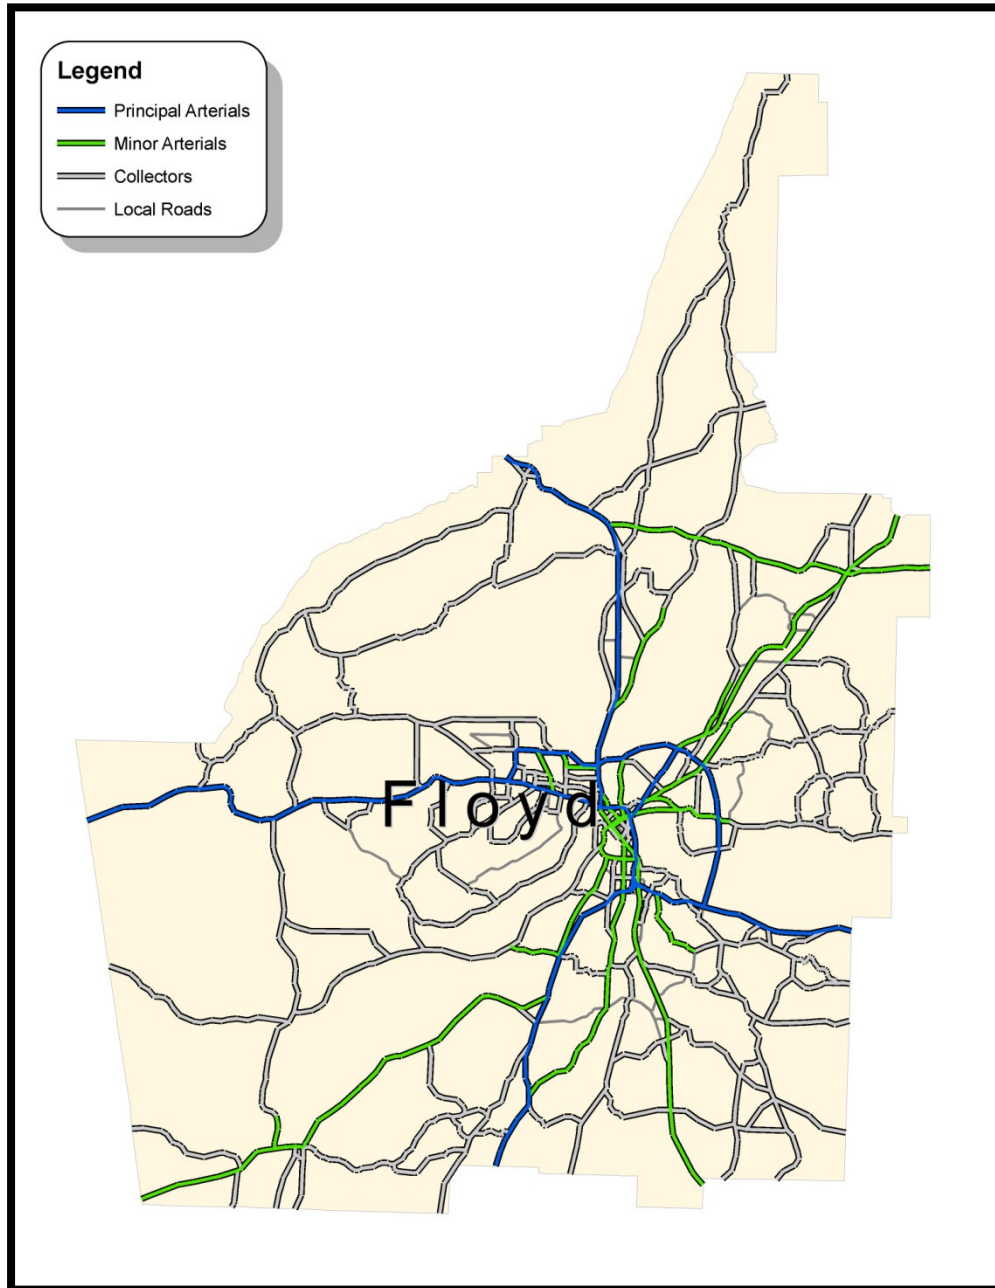 Legend
Principal Arterials
Minor Arterials
Collectors
Local Roads
Floyd